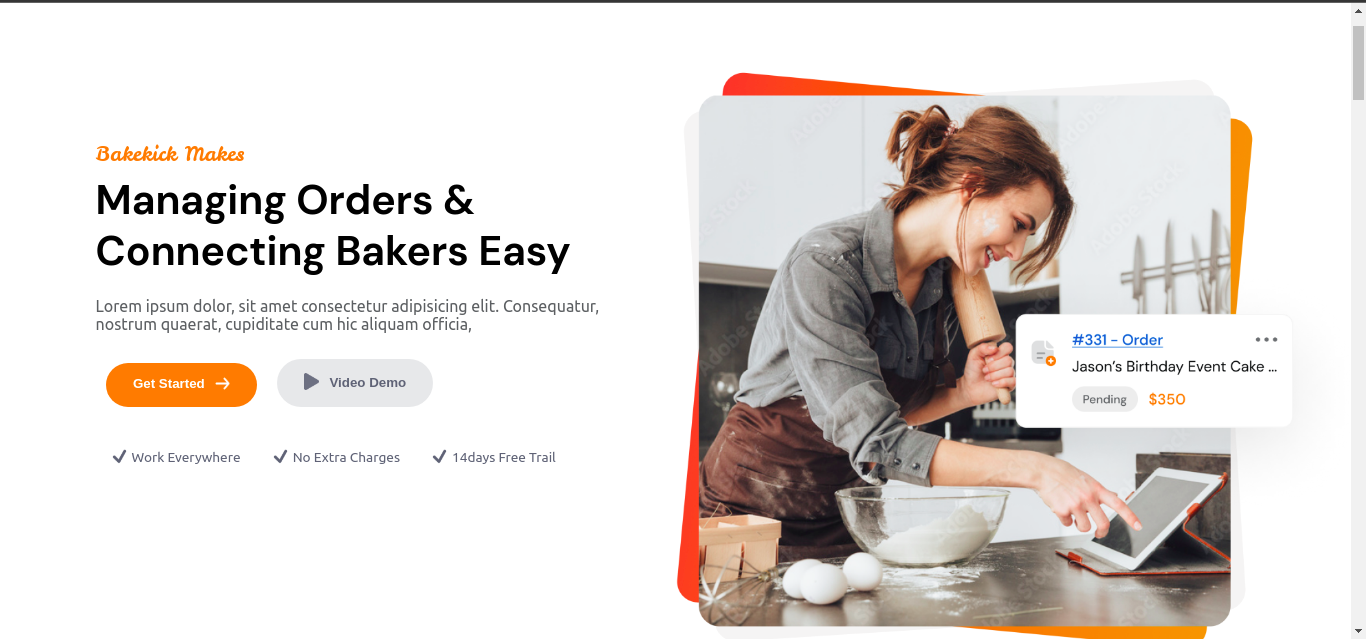 Bakekick Makes
Managing Orders &
Connecting Bakers Easy
Lorem ipsum dolor, sit amet consectetur adipisicing elit. Consequatur,
nostrum quaerat, cupiditate cum hic aliquam officia,
Get Started
Video Demo
Work Everywhere
No Extra Charges
14days Free Trail
#331 - Order
Jason's Birthday Event Cake ...
Pending
$350
Adobe Stock